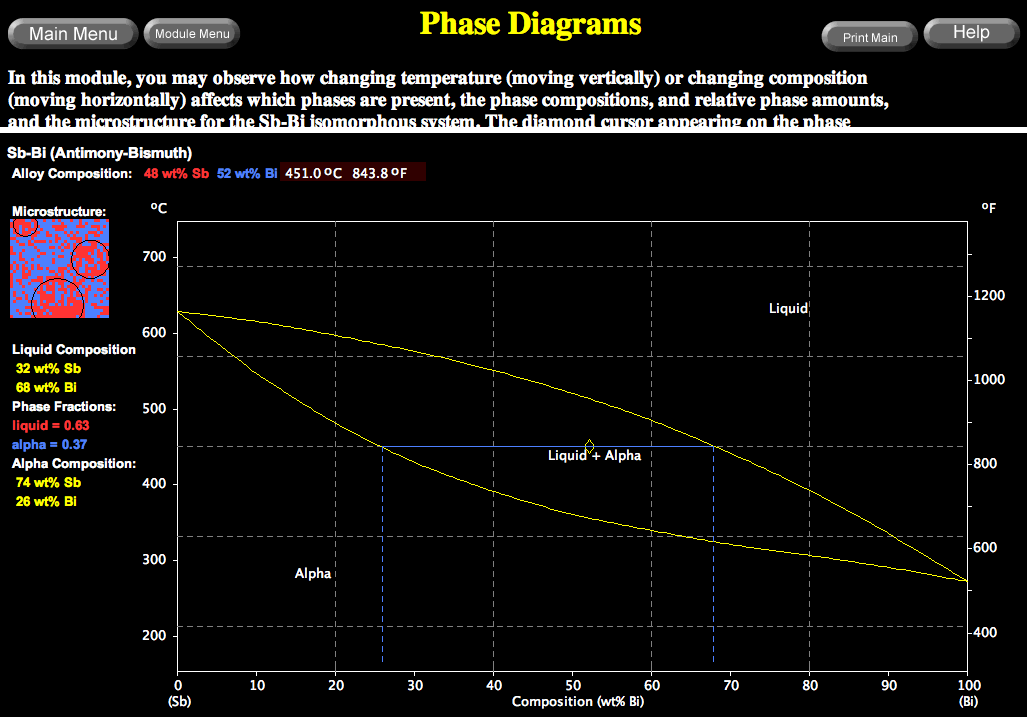 Main Menu
Module Menu
Phase Diagrams
Print Main
Help
In this module, you may observe how changing temperature (moving vertically) or changing composition
(moving horizontally) affects which phases are present, the phase compositions, and relative phase amounts,
and the microstructure for the Sb-Bi isomorphous system. The diamond cursor appearing on the phase
Sb-Bi (Antimony-Bismuth)
Alloy Composition: 48 wt% Sb 52 wt% Bi 451.0 ºC 843.8 ºF
Microstructure:
ºC
ºF
700
600
500
400
300
200
1200
1000
800
600
400
Liquid
Liquid + Alpha
Alpha
Liquid Composition
32 wt% Sb
68 wt% Bi
Phase Fractions:
liquid = 0.63
alpha = 0.37
Alpha Composition:
74 wt% Sb
26 wt% Bi
0 10 20 30 40 50 60 70 80 90 100
(Sb) Composition (wt% Bi) (Bi)